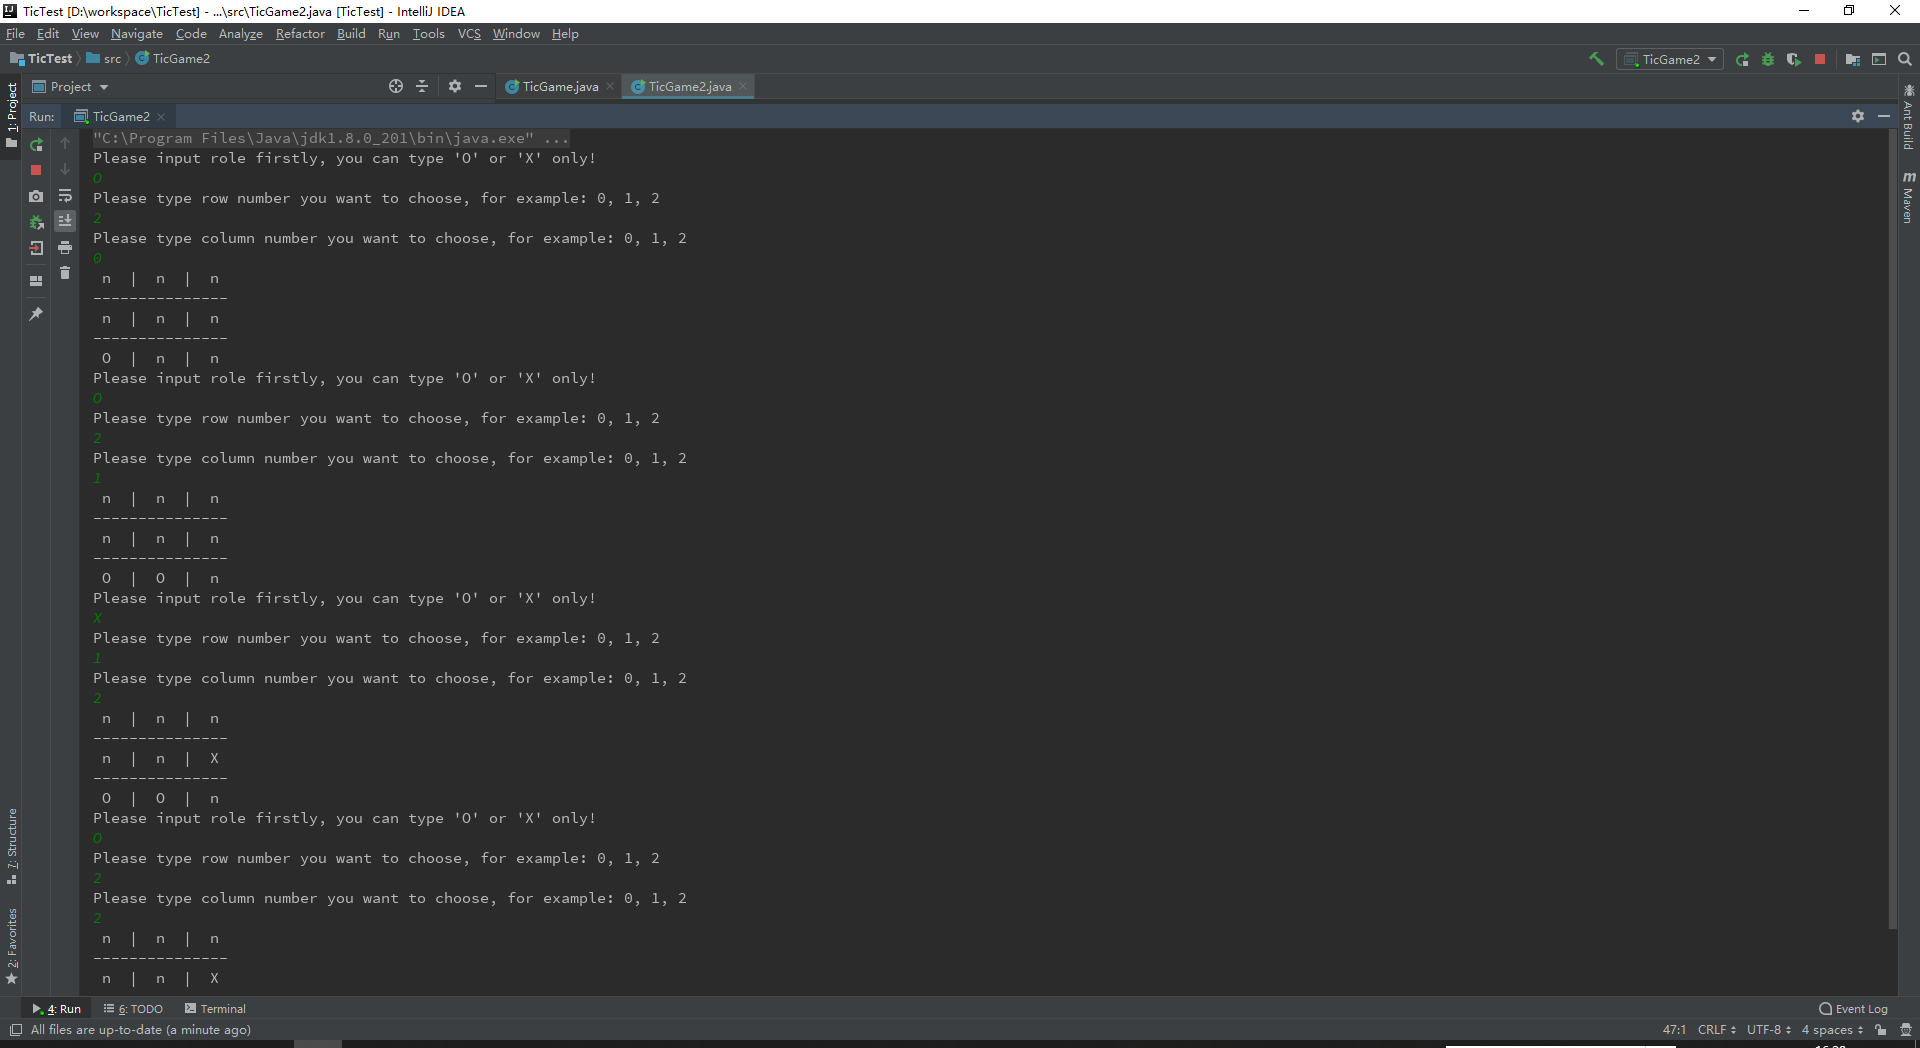 TicTest [D:\workspace\TicTest] - ...\src\TicGame2.java [TicTest] - IntelliJ IDEA
File Edit View Navigate Code Analyze Refactor Build Run Tools VCS Window Help
TicTest src TicGame2 TicGame2
Project TicGame.java TicGame2.java
Run: TicGame2
"C:\Program Files\Java\jdk1.8.0_201\bin\java.exe" ...
Please input role firstly, you can type 'O' or 'X' only!
O
Please type row number you want to choose, for example: 0, 1, 2
2
Please type column number you want to choose, for example: 0, 1, 2
0
n | n | n
---------------
n | n | n
---------------
O | n | n
Please input role firstly, you can type 'O' or 'X' only!
O
Please type row number you want to choose, for example: 0, 1, 2
2
Please type column number you want to choose, for example: 0, 1, 2
1
n | n | n
---------------
n | n | n
---------------
O | O | n
Please input role firstly, you can type 'O' or 'X' only!
X
Please type row number you want to choose, for example: 0, 1, 2
1
Please type column number you want to choose, for example: 0, 1, 2
2
n | n | n
---------------
n | n | X
---------------
O | O | n
Please input role firstly, you can type 'O' or 'X' only!
O
Please type row number you want to choose, for example: 0, 1, 2
2
Please type column number you want to choose, for example: 0, 1, 2
2
n | n | n
---------------
n | n | X
1: Project
7: Structure
2: Favorites
Ant Build
m Maven
4: Run 6: TODO Terminal Event Log
All files are up-to-date (a minute ago) 47:1 CRLF UTF-8 4 spaces